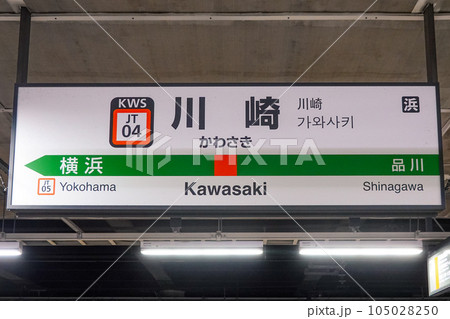 KWS
JT
04
川崎
かわさき
川崎
가와사키
浜
横浜
品川
JT
05
Yokohama
Kawasaki
Shinagawa
PIXTA
pixta.jp - 105028250